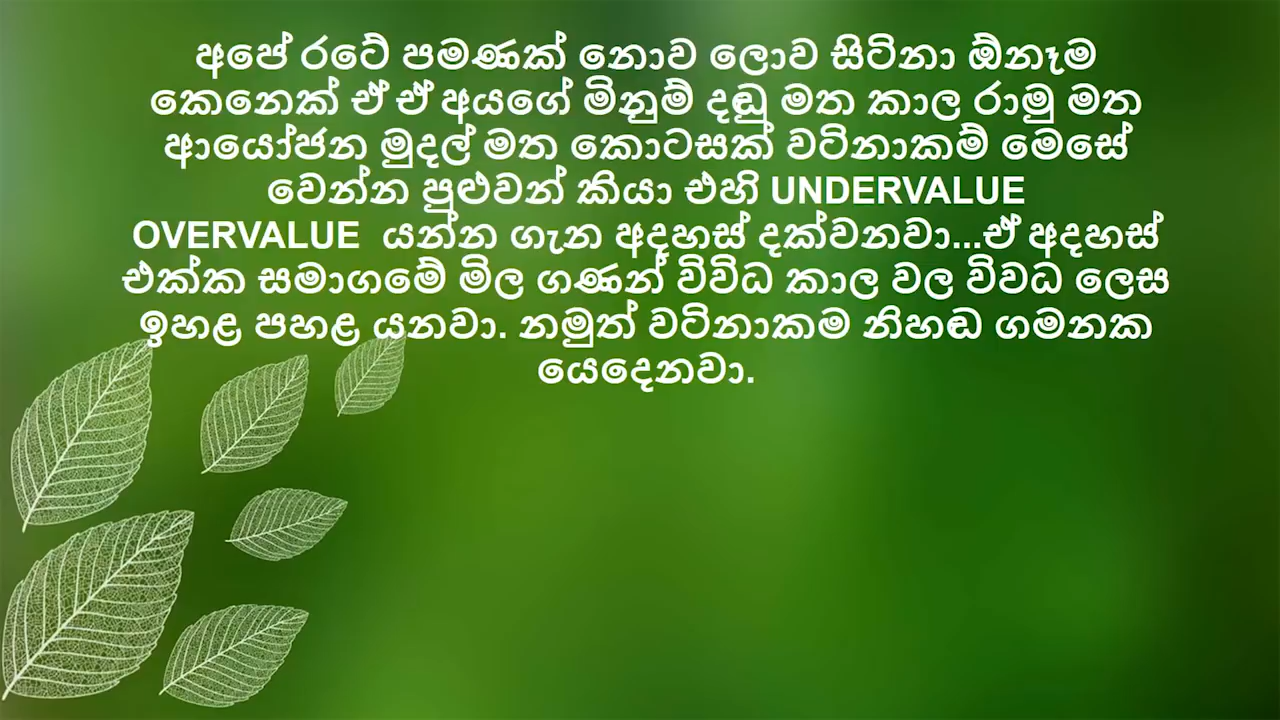 අපේ රටේ පමණක් නොව ලොව සිටිනා ඕනෑම
කෙනෙක් ඒ ඒ අයගේ මිනුම් දඬු මත කාල රාමු මත
ආයෝජන මුදල් මත කොටසක් වටිනාකම් මෙසේ
වෙන්න පුළුවන් කියා එහි UNDERVALUE
OVERVALUE යන්න ගැන අදහස් දක්වනවා...ඒ අදහස්
එක්ක සමාගමේ මිල ගණන් විවිධ කාල වල විවධ ලෙස
ඉහළ පහළ යනවා. නමුත් වටිනාකම නිහඬ ගමනක
යෙදෙනවා.